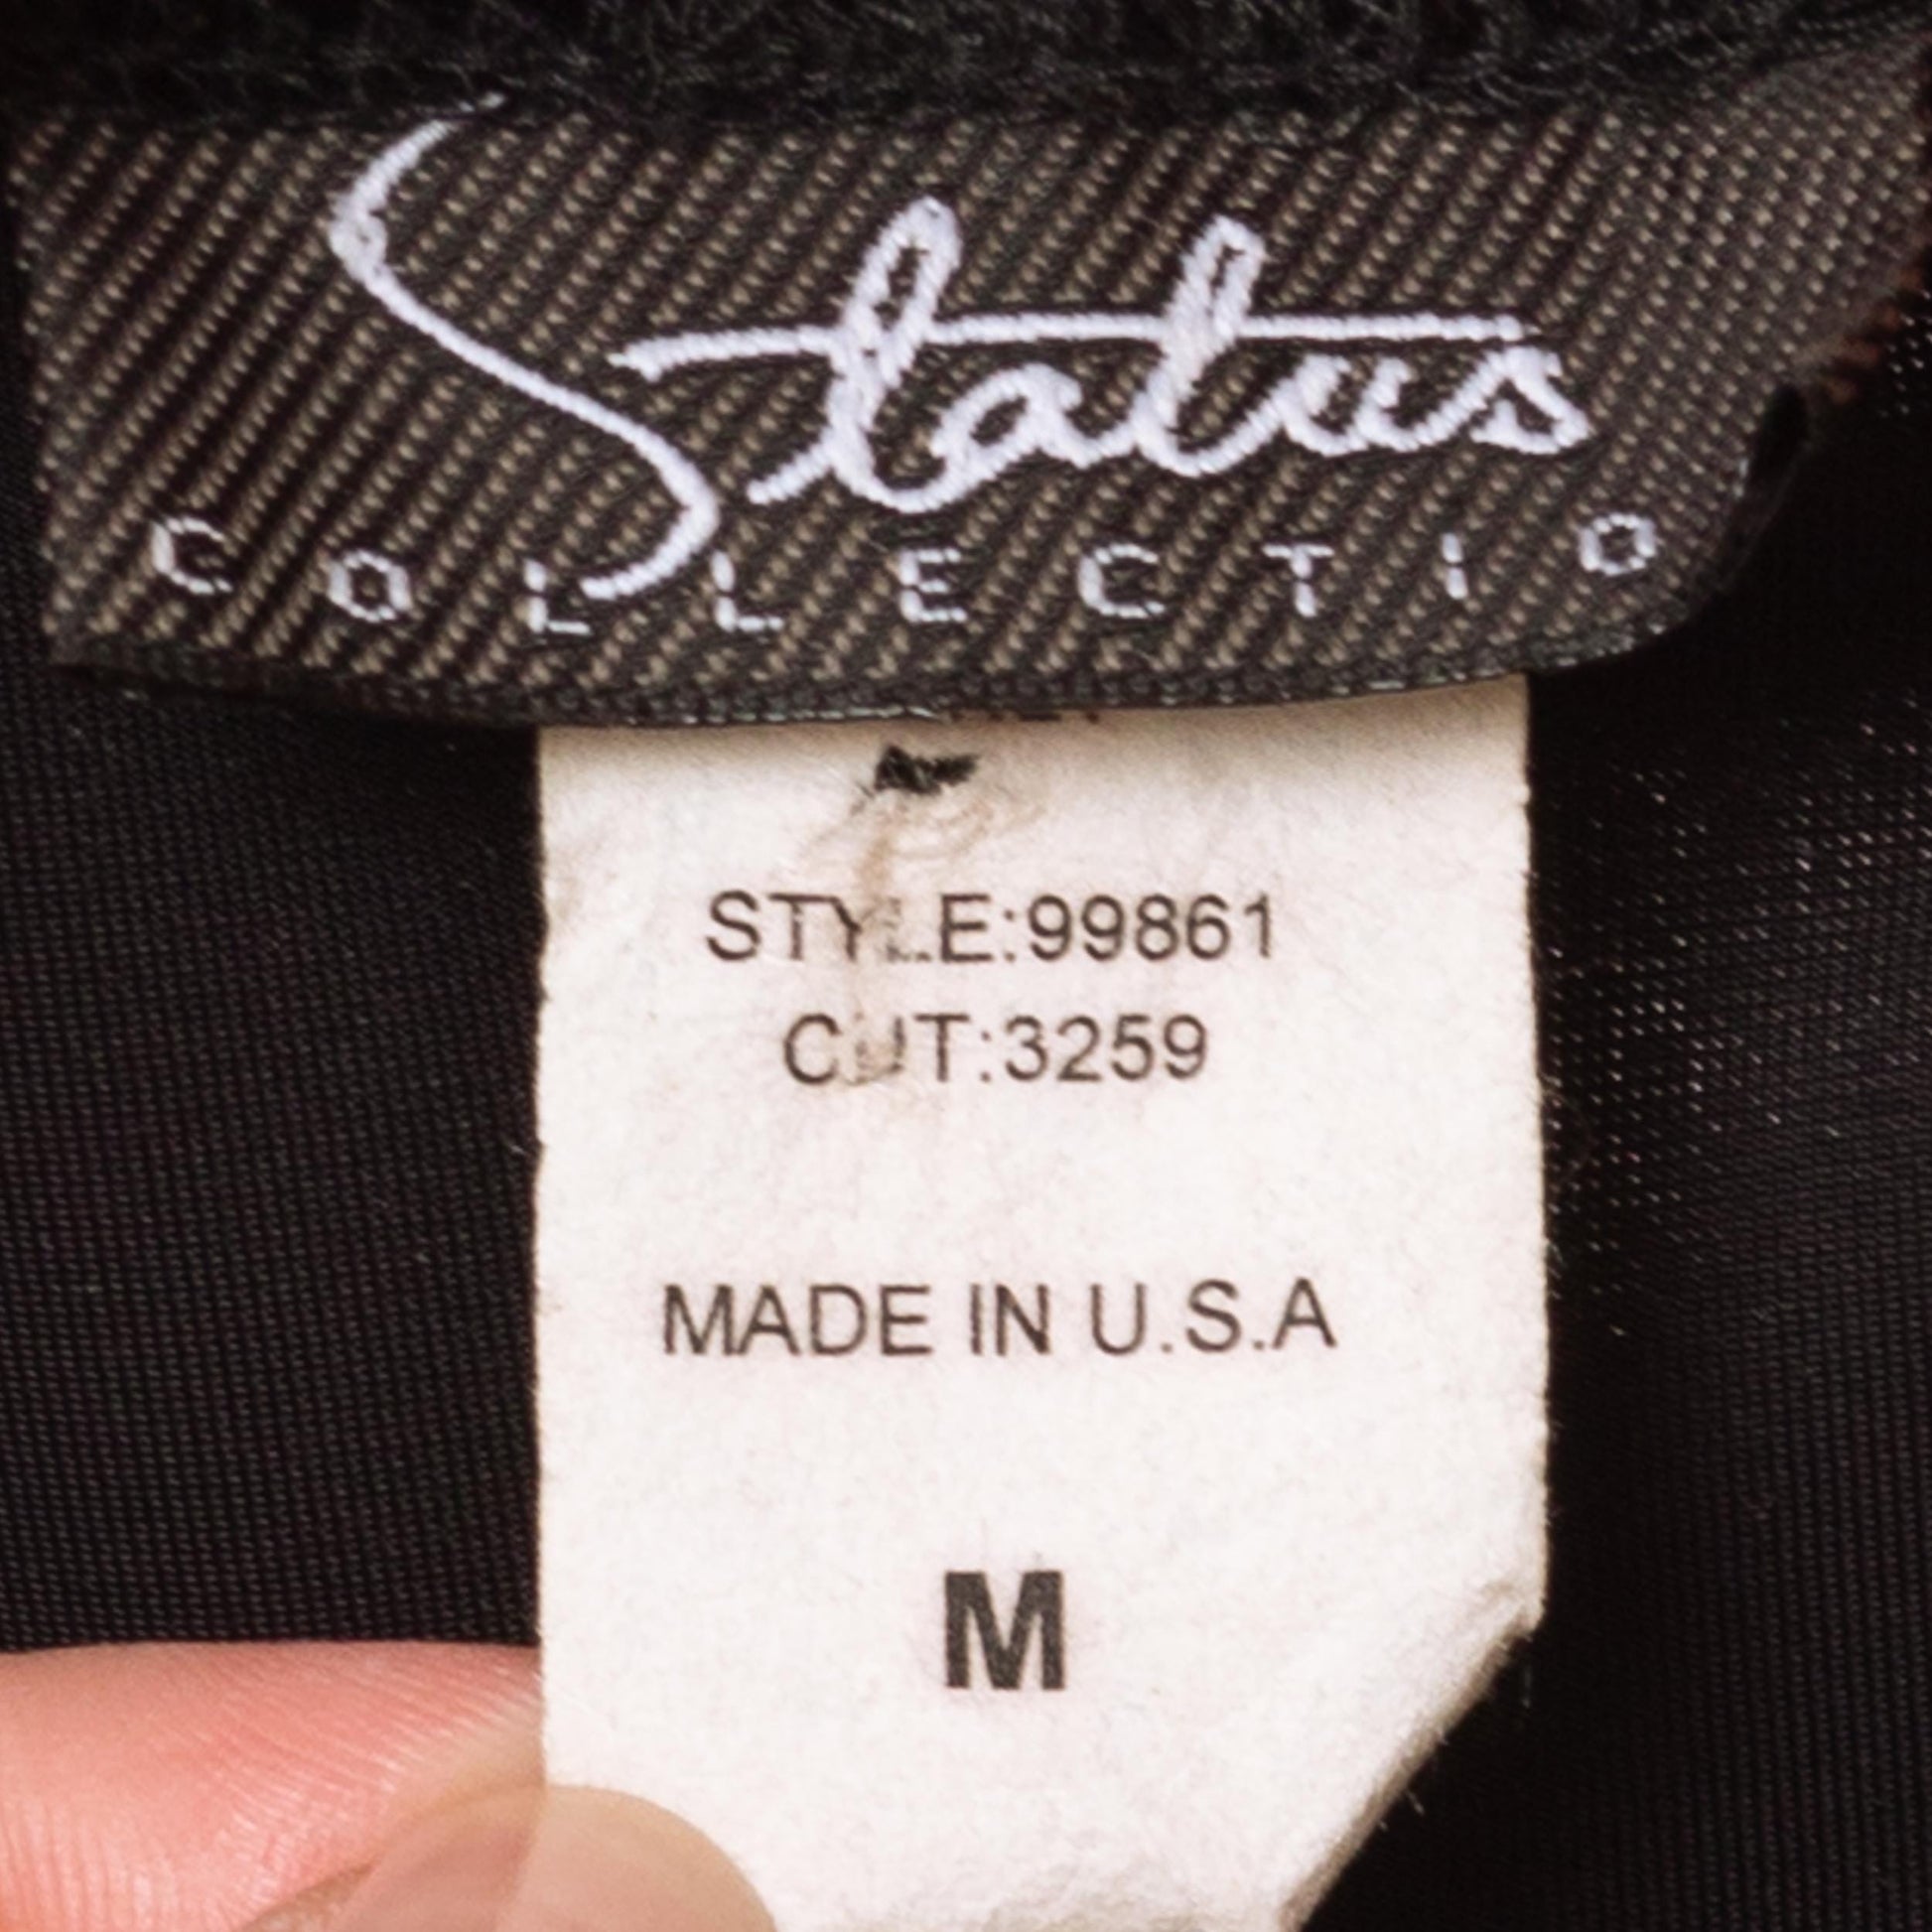 Status
COLLECTIO
STYLE:99861
CUT:3259
MADE IN U.S.A
M